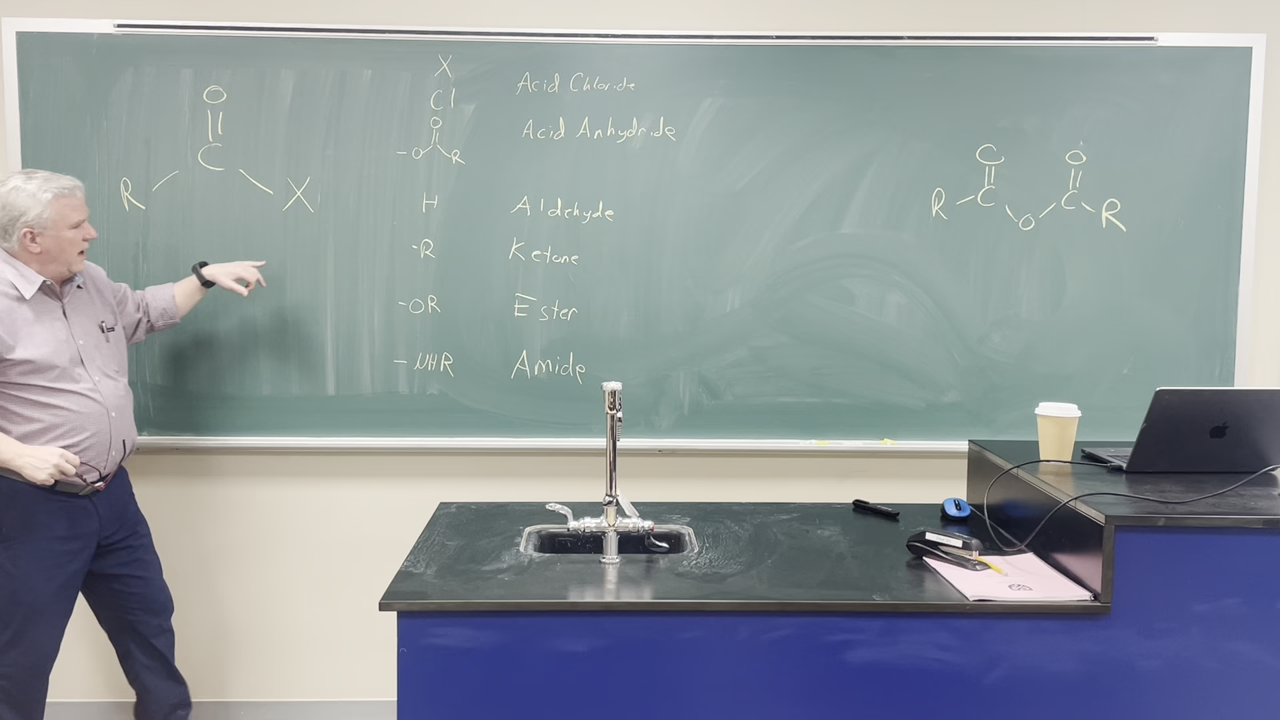 O
||
C
R X
X
Cl Acid Chloride
O
||
-O R Acid Anhydride
H Aldehyde
-R Ketone
-OR Ester
-NHR Amide
C O
|| ||
R - C O C - R